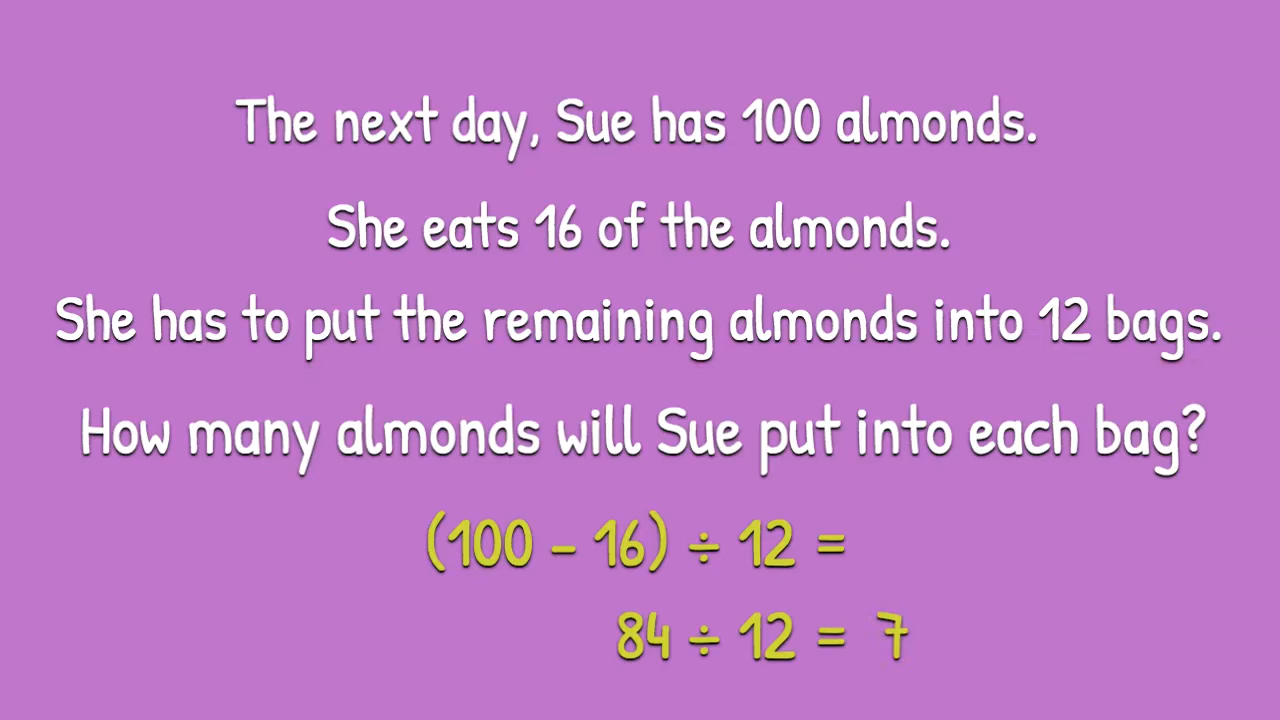 The next day, Sue has 100 almonds.
She eats 16 of the almonds.
She has to put the remaining almonds into 12 bags.
How many almonds will Sue put into each bag?
(100 - 16) ÷ 12 =
84 ÷ 12 = 7